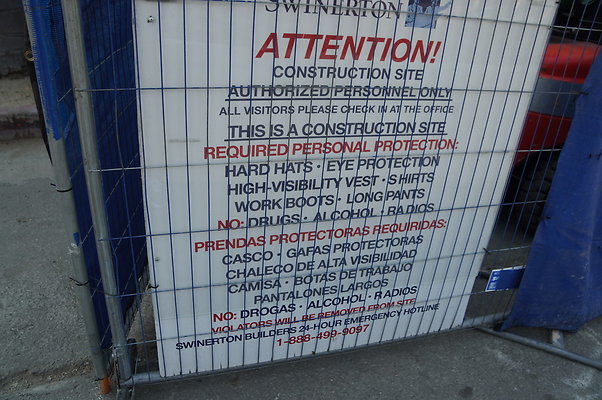 SWINERTON
ATTENTION!
CONSTRUCTION SITE
AUTHORIZED PERSONNEL ONLY
ALL VISITORS PLEASE CHECK IN AT THE OFFICE
THIS IS A CONSTRUCTION SITE
REQUIRED PERSONAL PROTECTION:
HARD HATS · EYE PROTECTION
HIGH-VISIBILITY VEST · SHIRTS
WORK BOOTS · LONG PANTS
NO: DRUGS · ALCOHOL · RADIOS
PRENDAS PROTECTORAS REQUIRIDAS:
CASCO · GAFAS PROTECTORAS
CHALECO DE ALTA VISIBILIDAD
CAMISA · BOTAS DE TRABAJO
PANTALONES LARGOS
NO: DROGAS · ALCOHOL · RADIOS
VIOLATORS WILL BE REMOVED FROM SITE
SWINERTON BUILDERS 24-HOUR EMERGENCY HOTLINE
1-888-499-9097